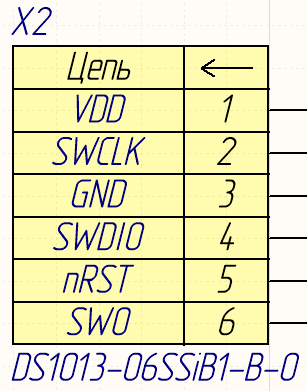 X2
Цепь ←
VDD 1
SWCLK 2
GND 3
SWDIO 4
nRST 5
SWO 6
DS1013-06SSiB1-B-0